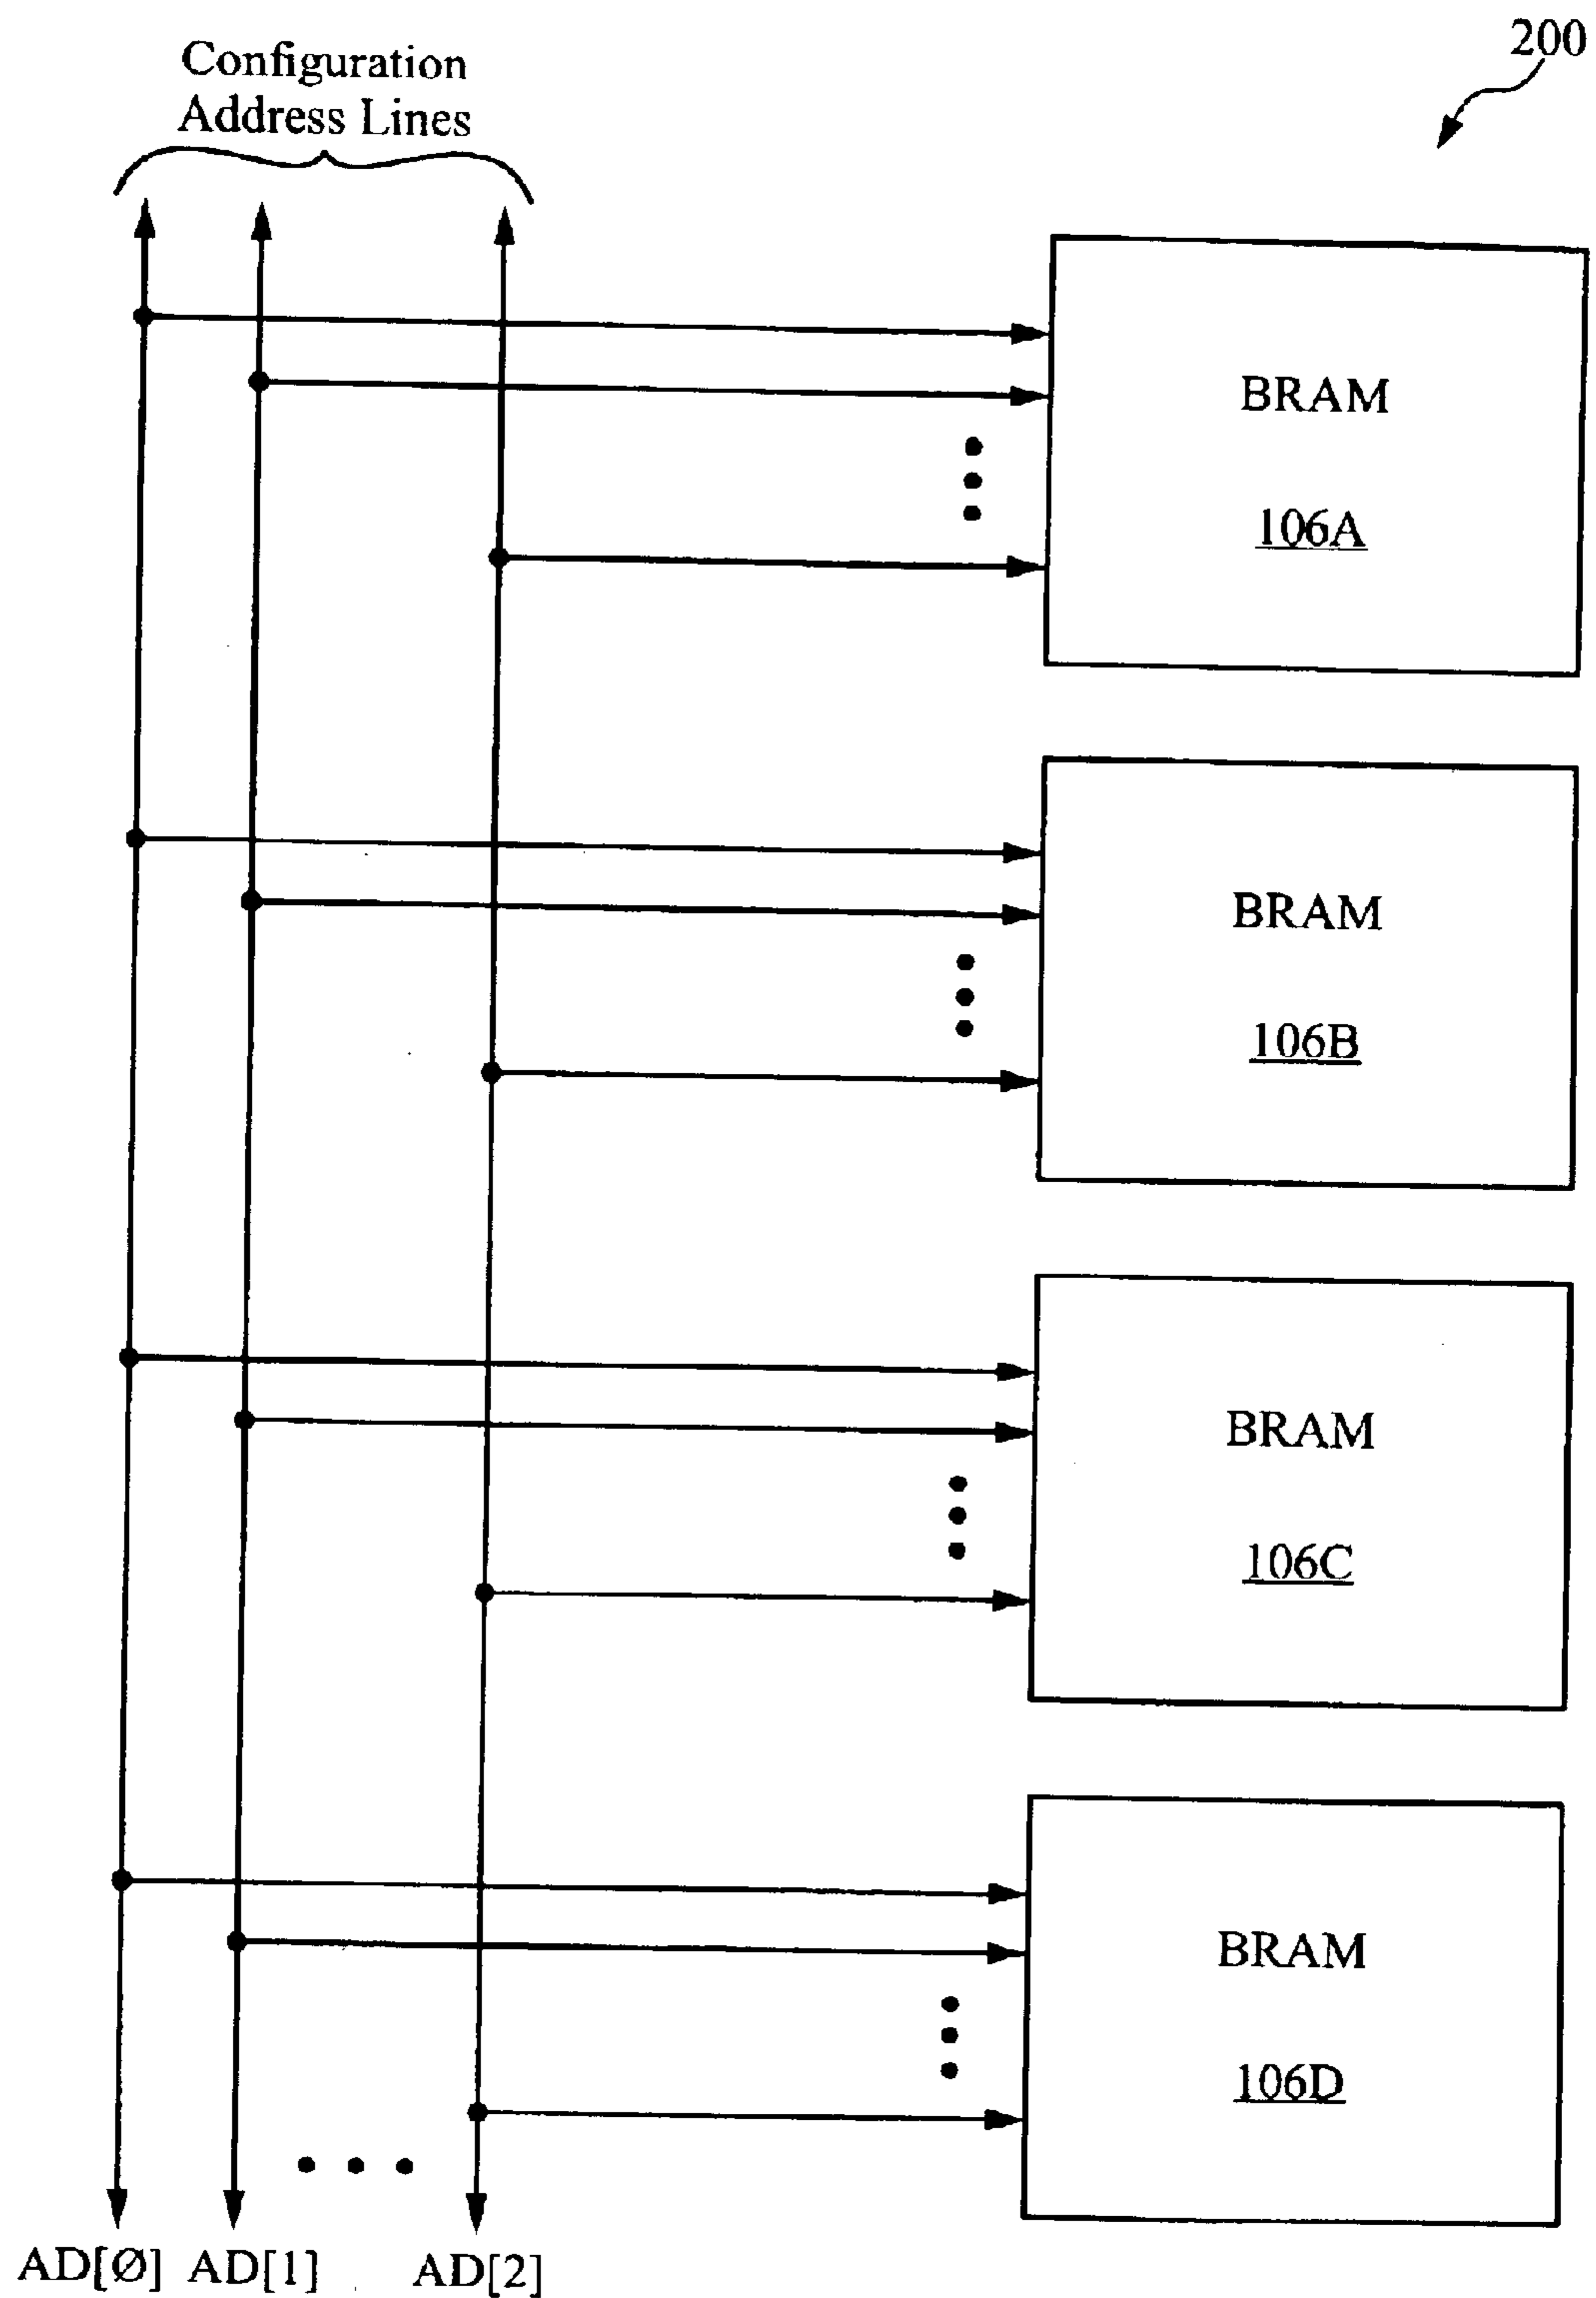 200
Configuration
Address Lines
BRAM
106A
BRAM
106B
BRAM
106C
BRAM
106D
AD[Ø] AD[1] AD[2]